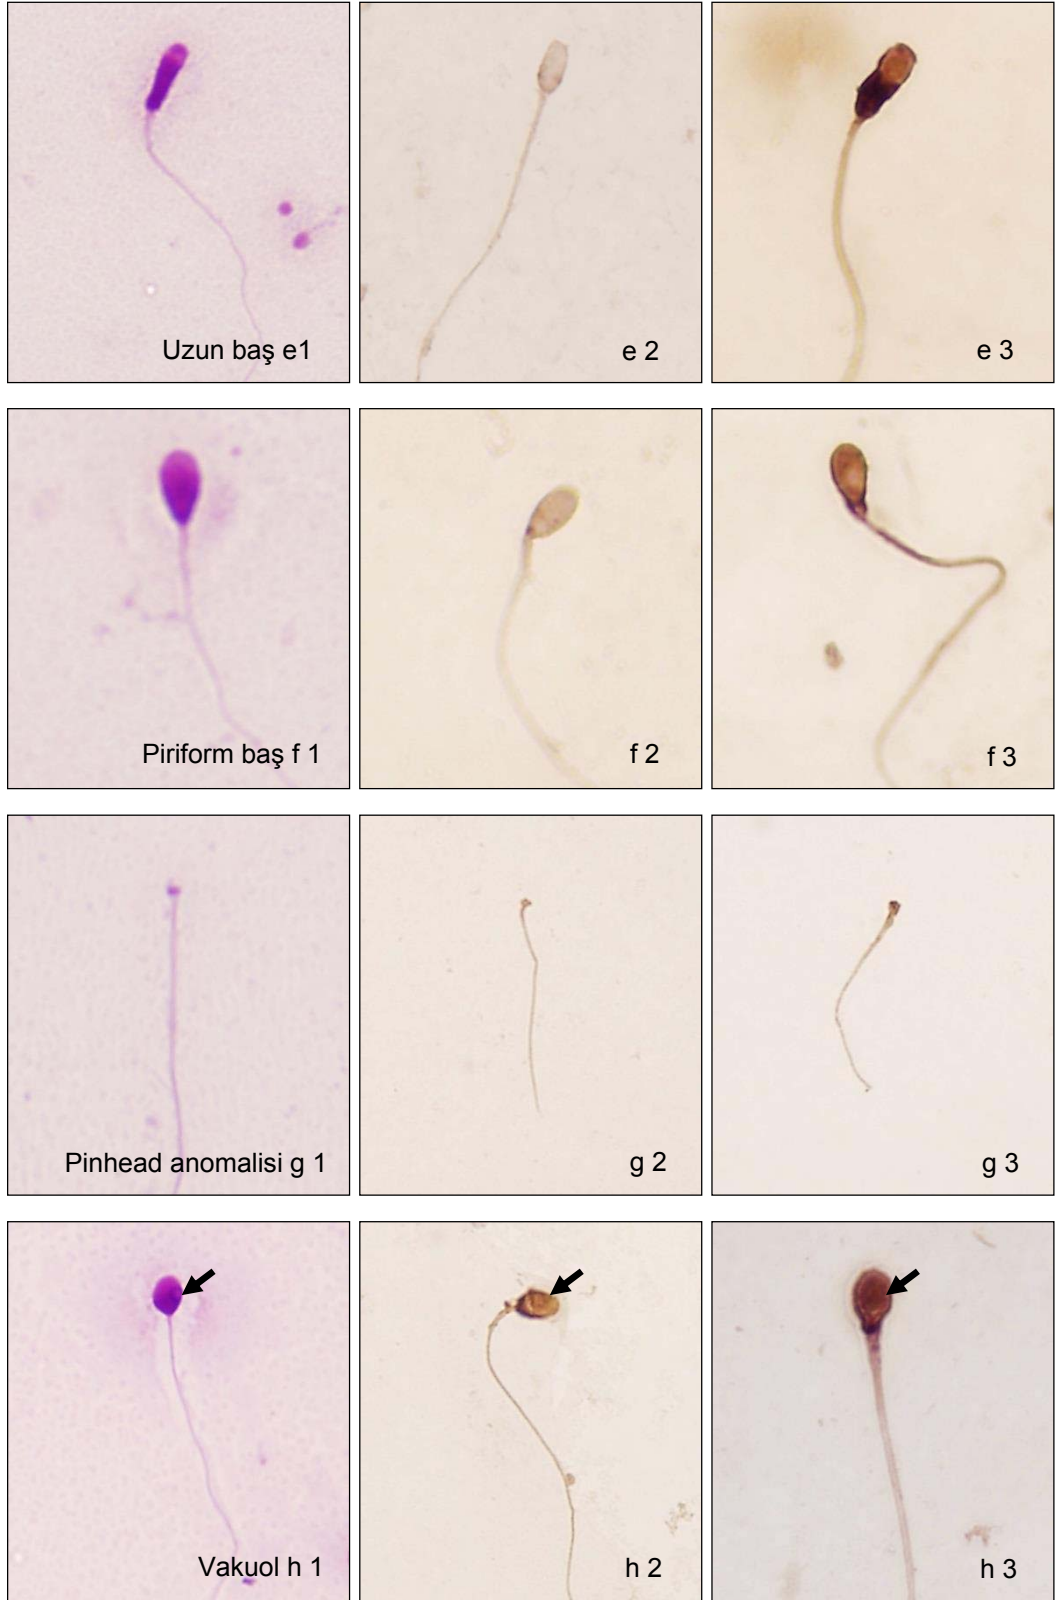 Uzun baş e1
e 2
e 3
Piriform baş f 1
f 2
f 3
Pinhead anomalisi g 1
g 2
g 3
Vakuol h 1
h 2
h 3